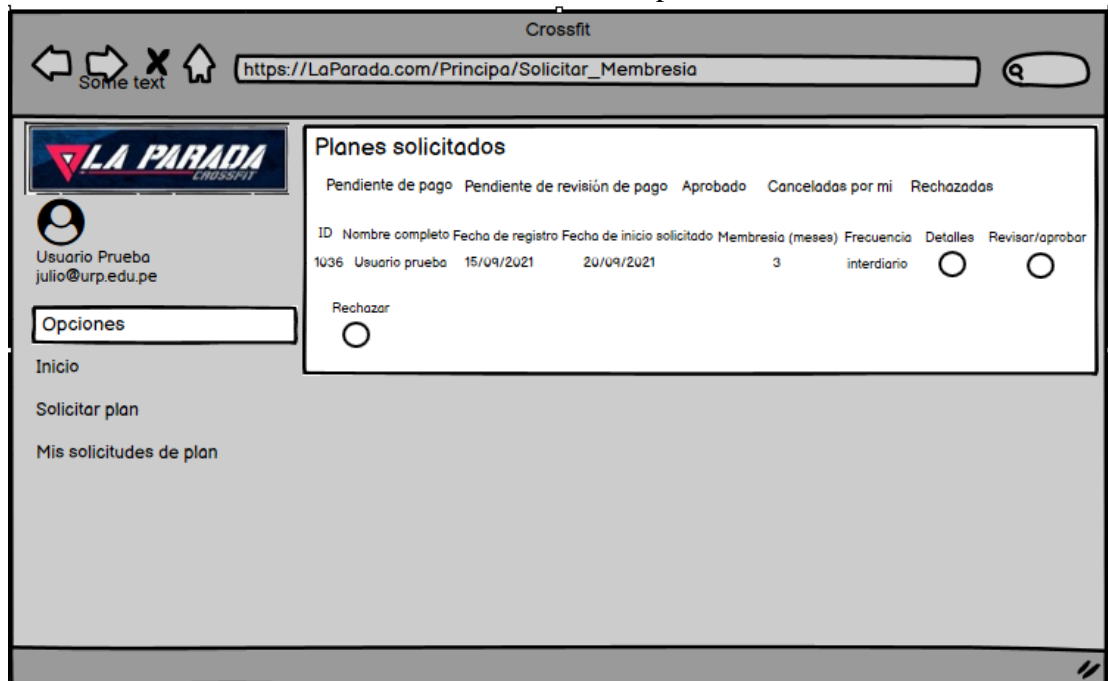 Crossfit
Some text
https://LaParada.com/Principa/Solicitar_Membresia
LA PARADA
CROSSFIT
Usuario Prueba
julio@urp.edu.pe
Opciones
Inicio
Solicitar plan
Mis solicitudes de plan
Planes solicitados
Pendiente de pago Pendiente de revisión de pago Aprobado Canceladas por mi Rechazadas
ID Nombre completo Fecha de registro Fecha de inicio solicitado Membresia (meses) Frecuencia Detalles Revisar/aprobar
1036 Usuario prueba 15/09/2021 20/09/2021 3 interdiario
Rechazar